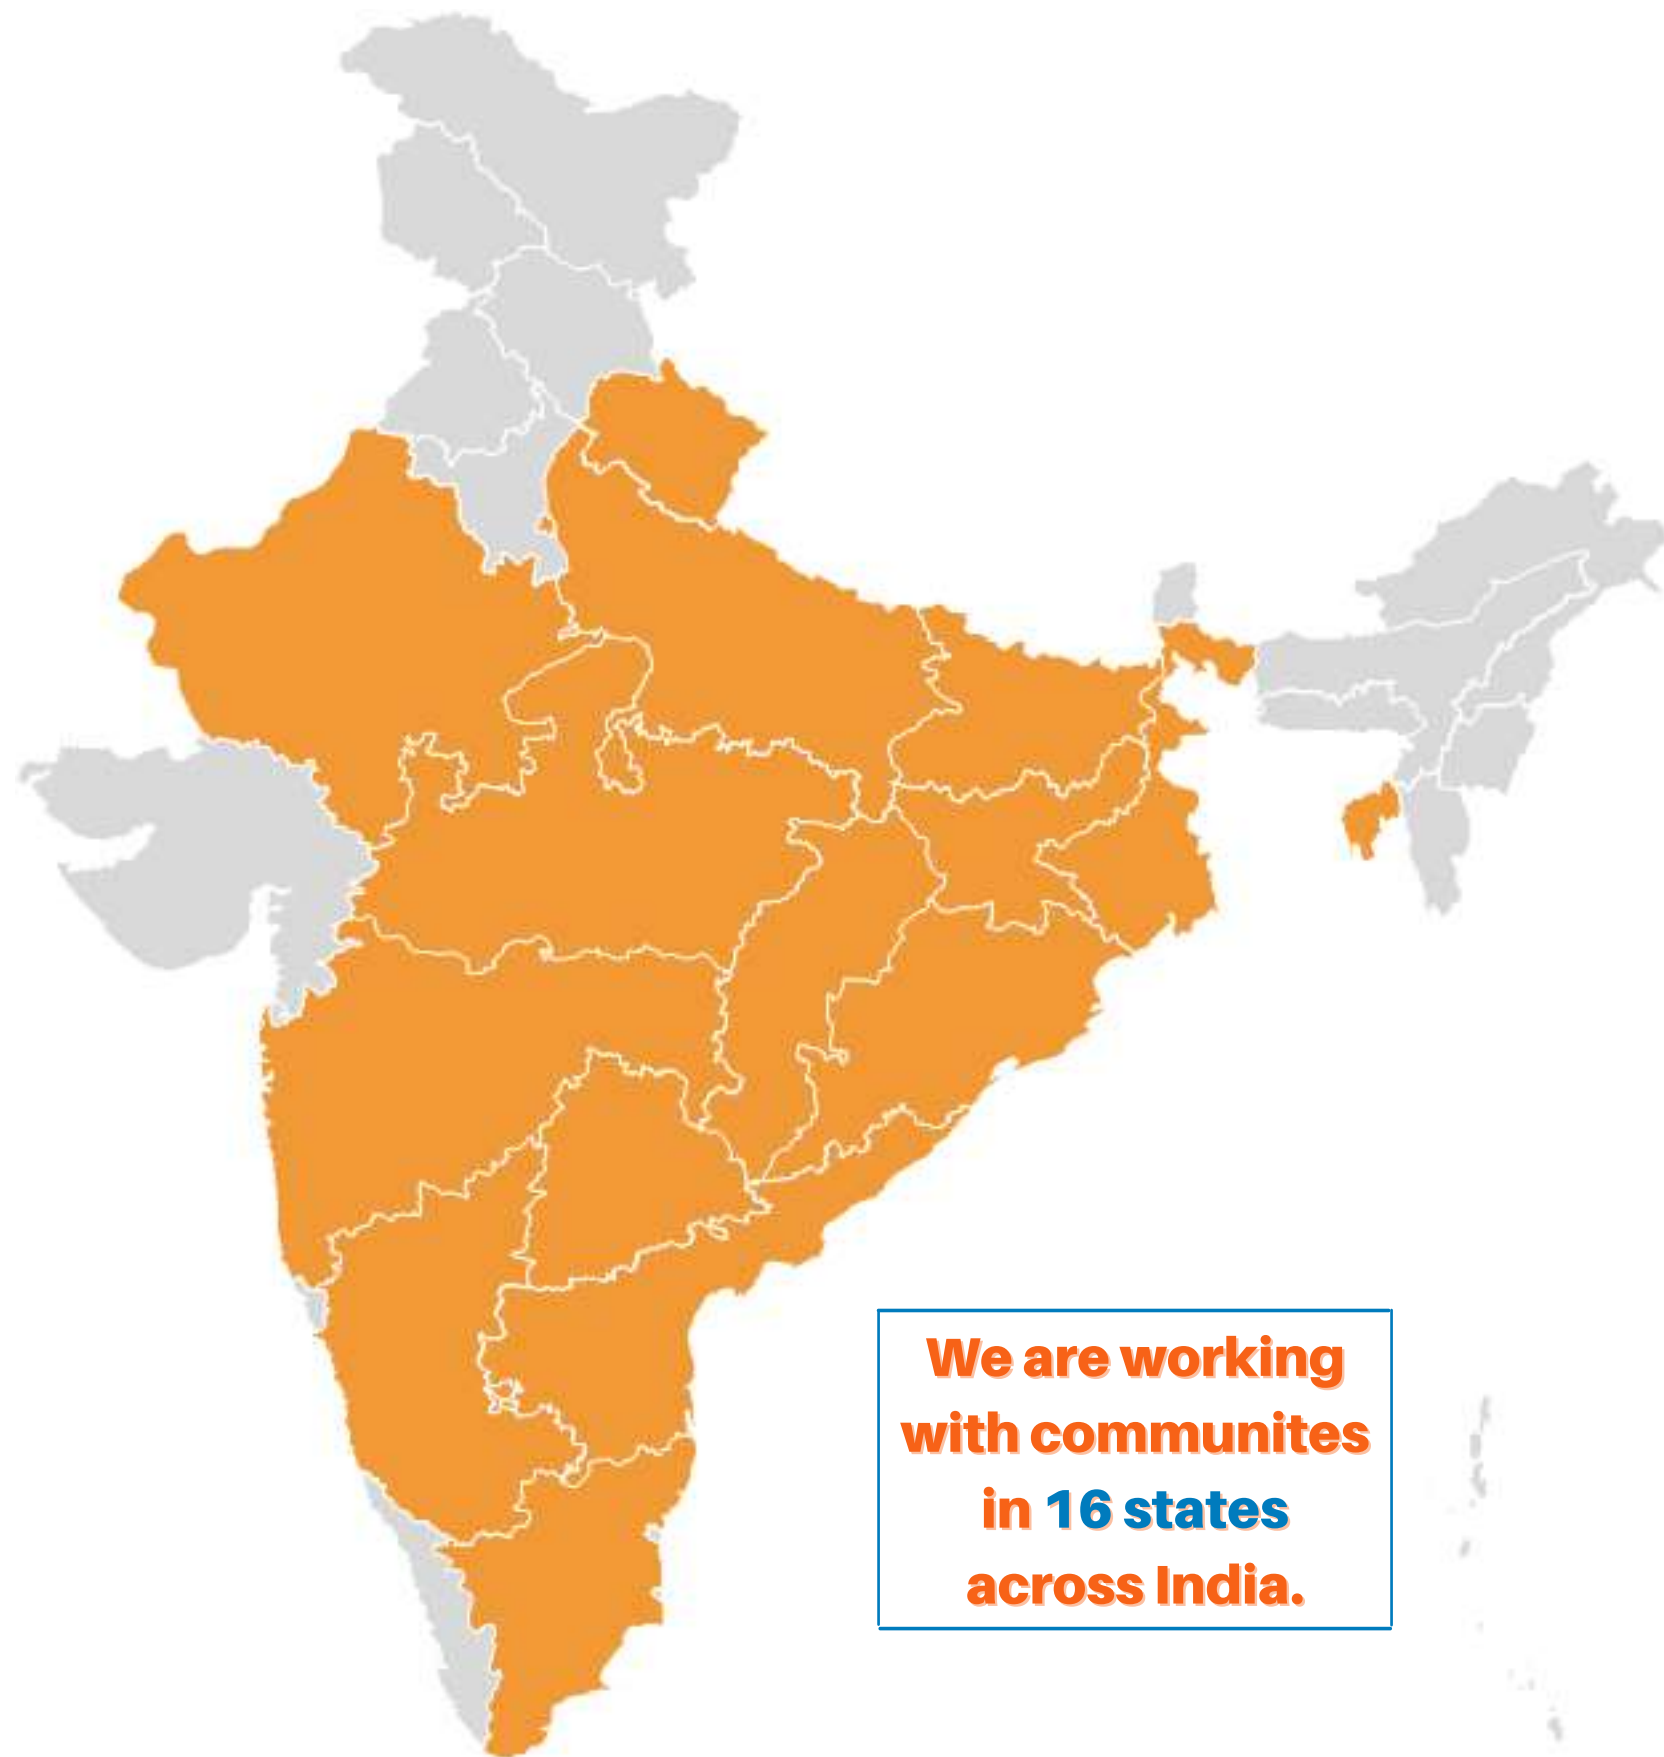 We are working
with communites
in 16 states
across India.